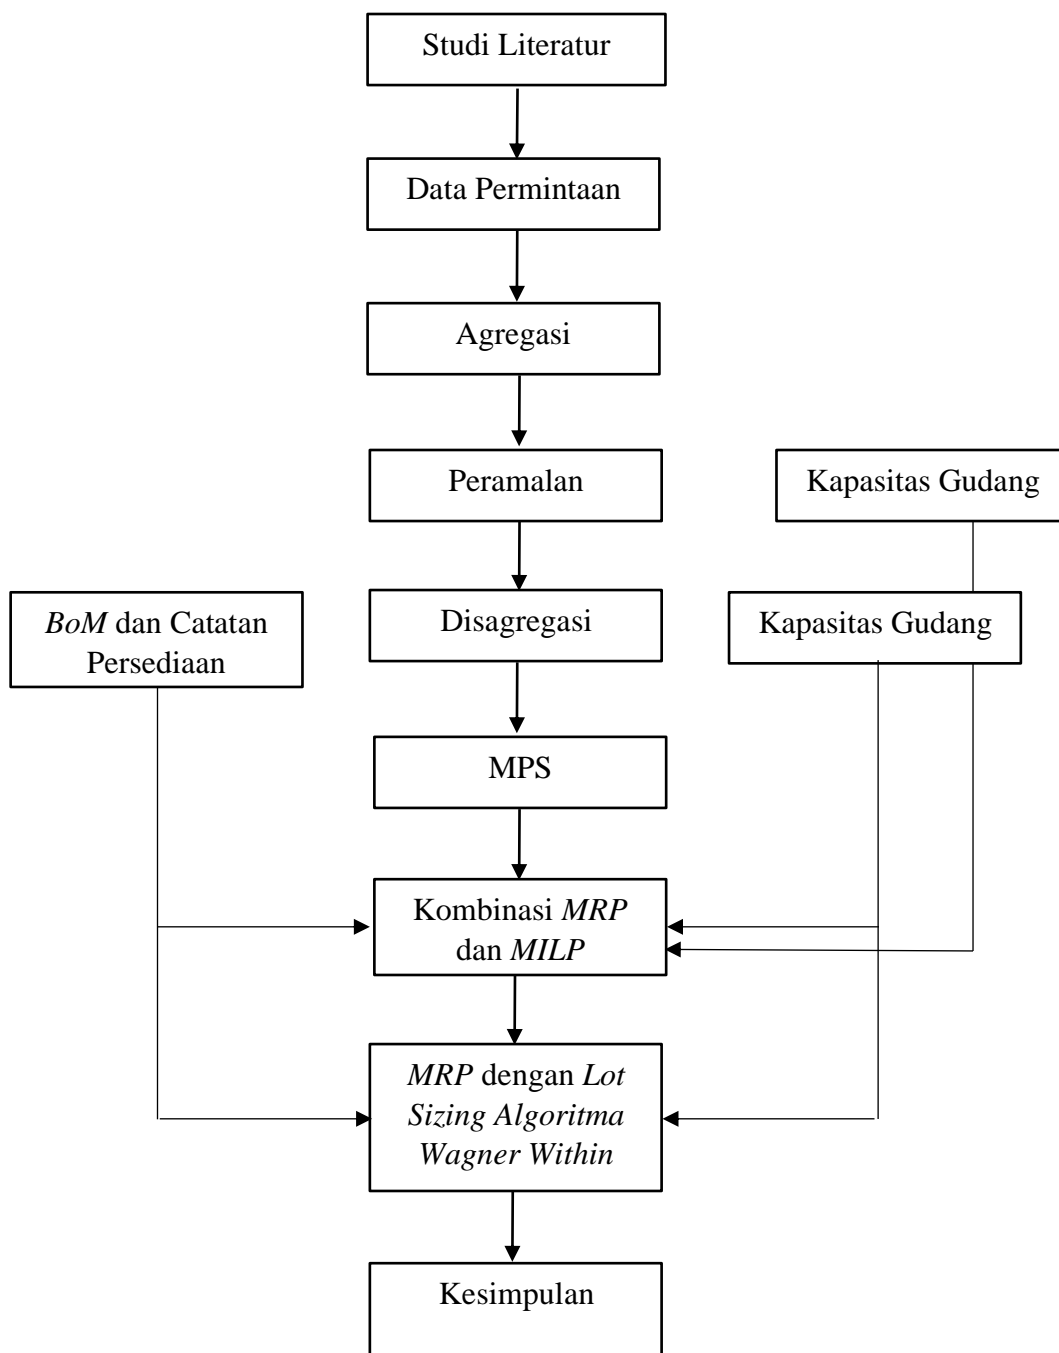 Studi Literatur
Data Permintaan
Agregasi
Peramalan
Kapasitas Gudang
BoM dan Catatan
Persediaan
Disagregasi
Kapasitas Gudang
MPS
Kombinasi MRP
dan MILP
MRP dengan Lot
Sizing Algoritma
Wagner Within
Kesimpulan